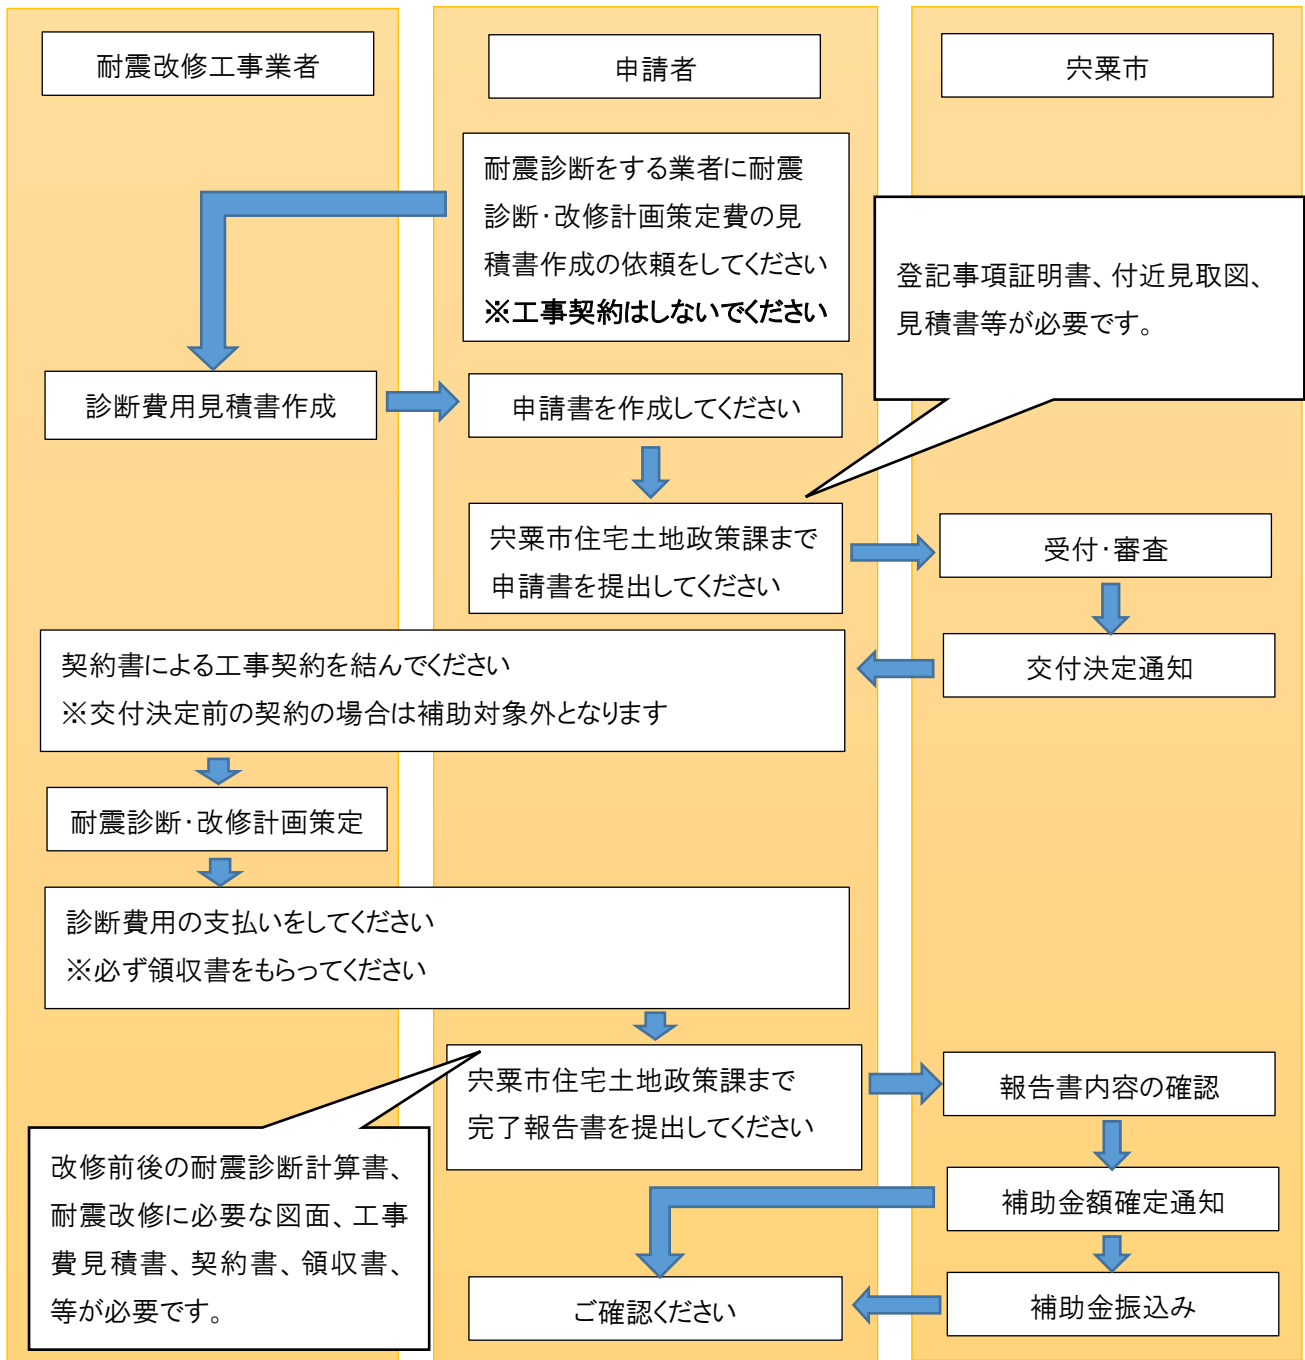 耐震改修工事業者
申請者
宍粟市
耐震診断をする業者に耐震
診断・改修計画策定費の見
積書作成の依頼をしてください
※工事契約はしないでください
登記事項証明書、付近見取図、
見積書等が必要です。
診断費用見積書作成
申請書を作成してください
宍粟市住宅土地政策課まで
申請書を提出してください
受付・審査
交付決定通知
契約書による工事契約を結んでください
※交付決定前の契約の場合は補助対象外となります
耐震診断・改修計画策定
診断費用の支払いをしてください
※必ず領収書をもらってください
宍粟市住宅土地政策課まで
完了報告書を提出してください
報告書内容の確認
改修前後の耐震診断計算書、
耐震改修に必要な図面、工事
費見積書、契約書、領収書、
等が必要です。
補助金額確定通知
補助金振込み
ご確認ください